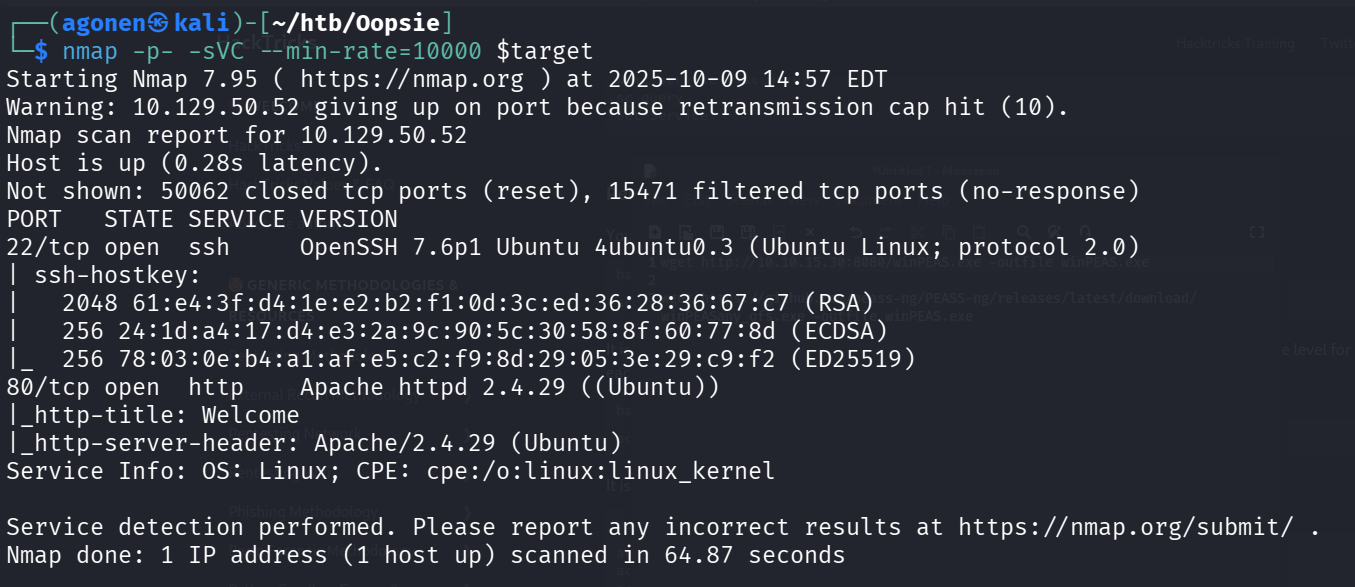 ┌──(agonen㉿kali)-[~/htb/Oopsie]
└─$ nmap -p- -sVC --min-rate=10000 $target
Starting Nmap 7.95 ( https://nmap.org ) at 2025-10-09 14:57 EDT
Warning: 10.129.50.52 giving up on port because retransmission cap hit (10).
Nmap scan report for 10.129.50.52
Host is up (0.28s latency).
Not shown: 50062 closed tcp ports (reset), 15471 filtered tcp ports (no-response)
PORT   STATE SERVICE VERSION
22/tcp open  ssh     OpenSSH 7.6p1 Ubuntu 4ubuntu0.3 (Ubuntu Linux; protocol 2.0)
| ssh-hostkey:
|   2048 61:e4:3f:d4:1e:e2:b2:f1:0d:3c:ed:36:28:36:67:c7 (RSA)
|   256 24:1d:a4:17:d4:e3:2a:9c:90:5c:30:58:8f:60:77:8d (ECDSA)
|_  256 78:03:0e:b4:a1:af:e5:c2:f9:8d:29:05:3e:29:c9:f2 (ED25519)
80/tcp open  http    Apache httpd 2.4.29 ((Ubuntu))
|_http-title: Welcome
|_http-server-header: Apache/2.4.29 (Ubuntu)
Service Info: OS: Linux; CPE: cpe:/o:linux:linux_kernel

Service detection performed. Please report any incorrect results at https://nmap.org/submit/ .
Nmap done: 1 IP address (1 host up) scanned in 64.87 seconds